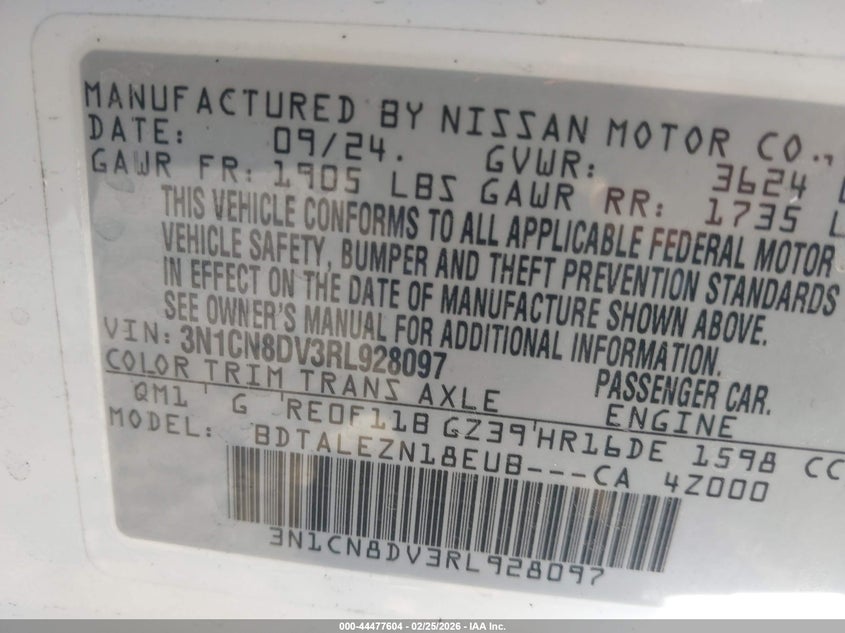 MANUFACTURED BY NISSAN MOTOR CO.,
DATE: 09/24. GVWR: 3624
GAWR FR: 1905 LBS GAWR RR: 1735 L
THIS VEHICLE CONFORMS TO ALL APPLICABLE FEDERAL MOTOR
VEHICLE SAFETY, BUMPER AND THEFT PREVENTION STANDARDS
IN EFFECT ON THE DATE OF MANUFACTURE SHOWN ABOVE.
SEE OWNER'S MANUAL FOR ADDITIONAL INFORMATION.
VIN: 3N1CN8DV3RL928097 PASSENGER CAR.
COLOR TRIM TRANS AXLE ENGINE
QM1 G RE0F11B GZ39 HR16DE 1598 CC
MODEL: BDTALEZN18EUB---CA 4Z000
3N1CN8DV3RL928097
000-44477604 | 02/25/2026 - IAA Inc.